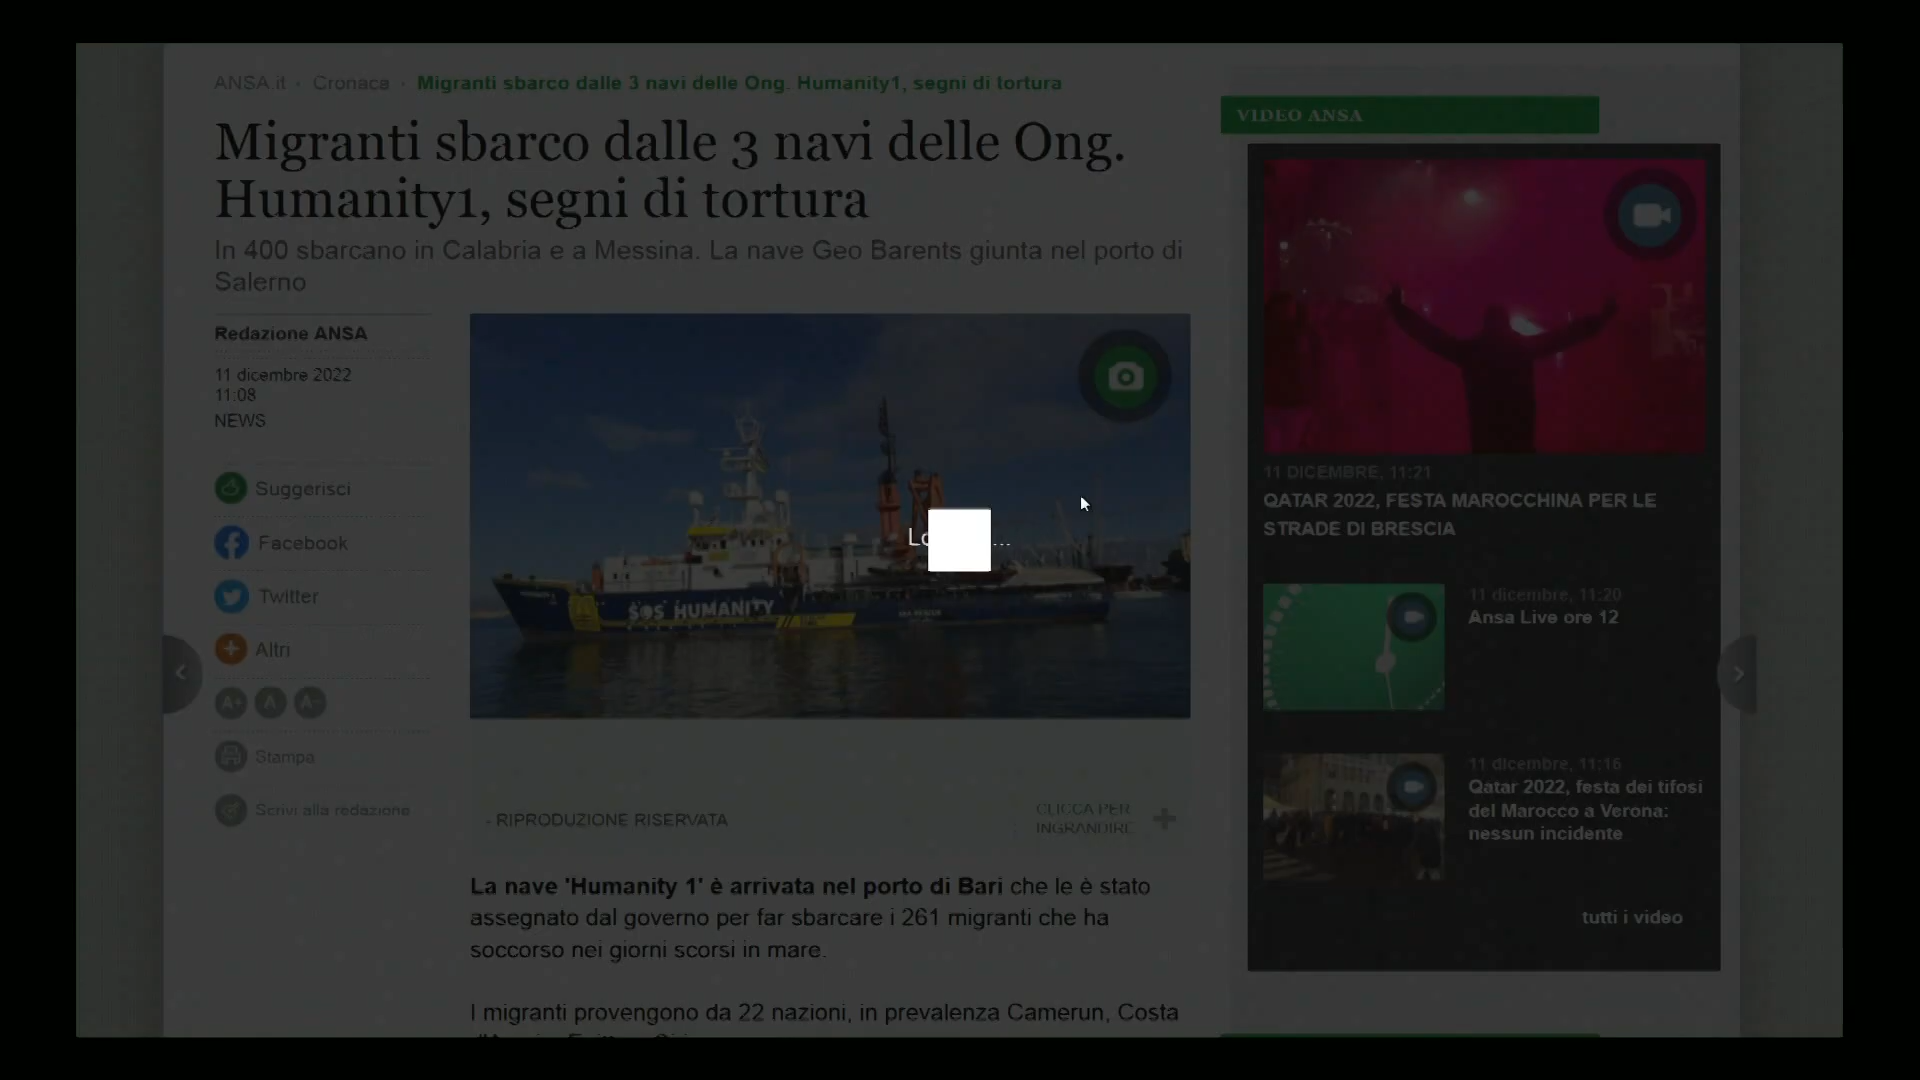 ANSA.it · Cronaca · Migranti sbarco dalle 3 navi delle Ong. Humanity1, segni di tortura
Migranti sbarco dalle 3 navi delle Ong.
Humanity1, segni di tortura
In 400 sbarcano in Calabria e a Messina. La nave Geo Barents giunta nel porto di
Salerno
Redazione ANSA
11 dicembre 2022
11:08
NEWS
Suggerisci
Facebook
Twitter
Altri
A+ A A-
Stampa
Scrivi alla redazione
SOS HUMANITY
Lo ...
- RIPRODUZIONE RISERVATA
CLICCA PER
INGRANDIRE
La nave 'Humanity 1' è arrivata nel porto di Bari che le è stato
assegnato dal governo per far sbarcare i 261 migranti che ha
soccorso nei giorni scorsi in mare.
I migranti provengono da 22 nazioni, in prevalenza Camerun, Costa
VIDEO ANSA
11 DICEMBRE, 11:21
QATAR 2022, FESTA MAROCCHINA PER LE
STRADE DI BRESCIA
11 dicembre, 11:20
Ansa Live ore 12
11 dicembre, 11:16
Qatar 2022, festa dei tifosi
del Marocco a Verona:
nessun incidente
tutti i video